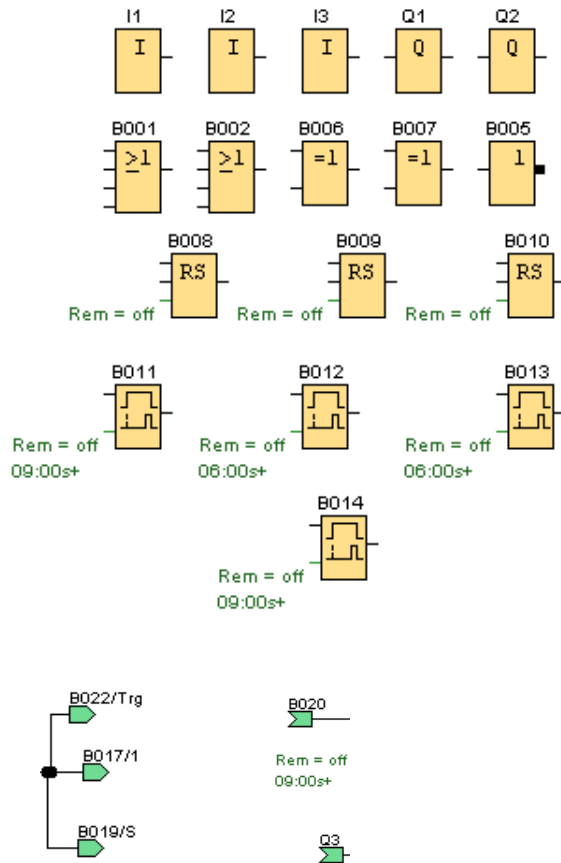 I1 I2 I3 Q1 Q2
I I I Q Q
B001 B002 B006 B007 B005
≥1 ≥1 =1 =1 1
B008 B009 B010
RS RS RS
Rem = off Rem = off Rem = off
B011 B012 B013
Rem = off Rem = off Rem = off
09:00s+ 06:00s+ 06:00s+
B014
Rem = off
09:00s+
B022/Trg B020
B017/1 Rem = off
09:00s+
B019/S Q3